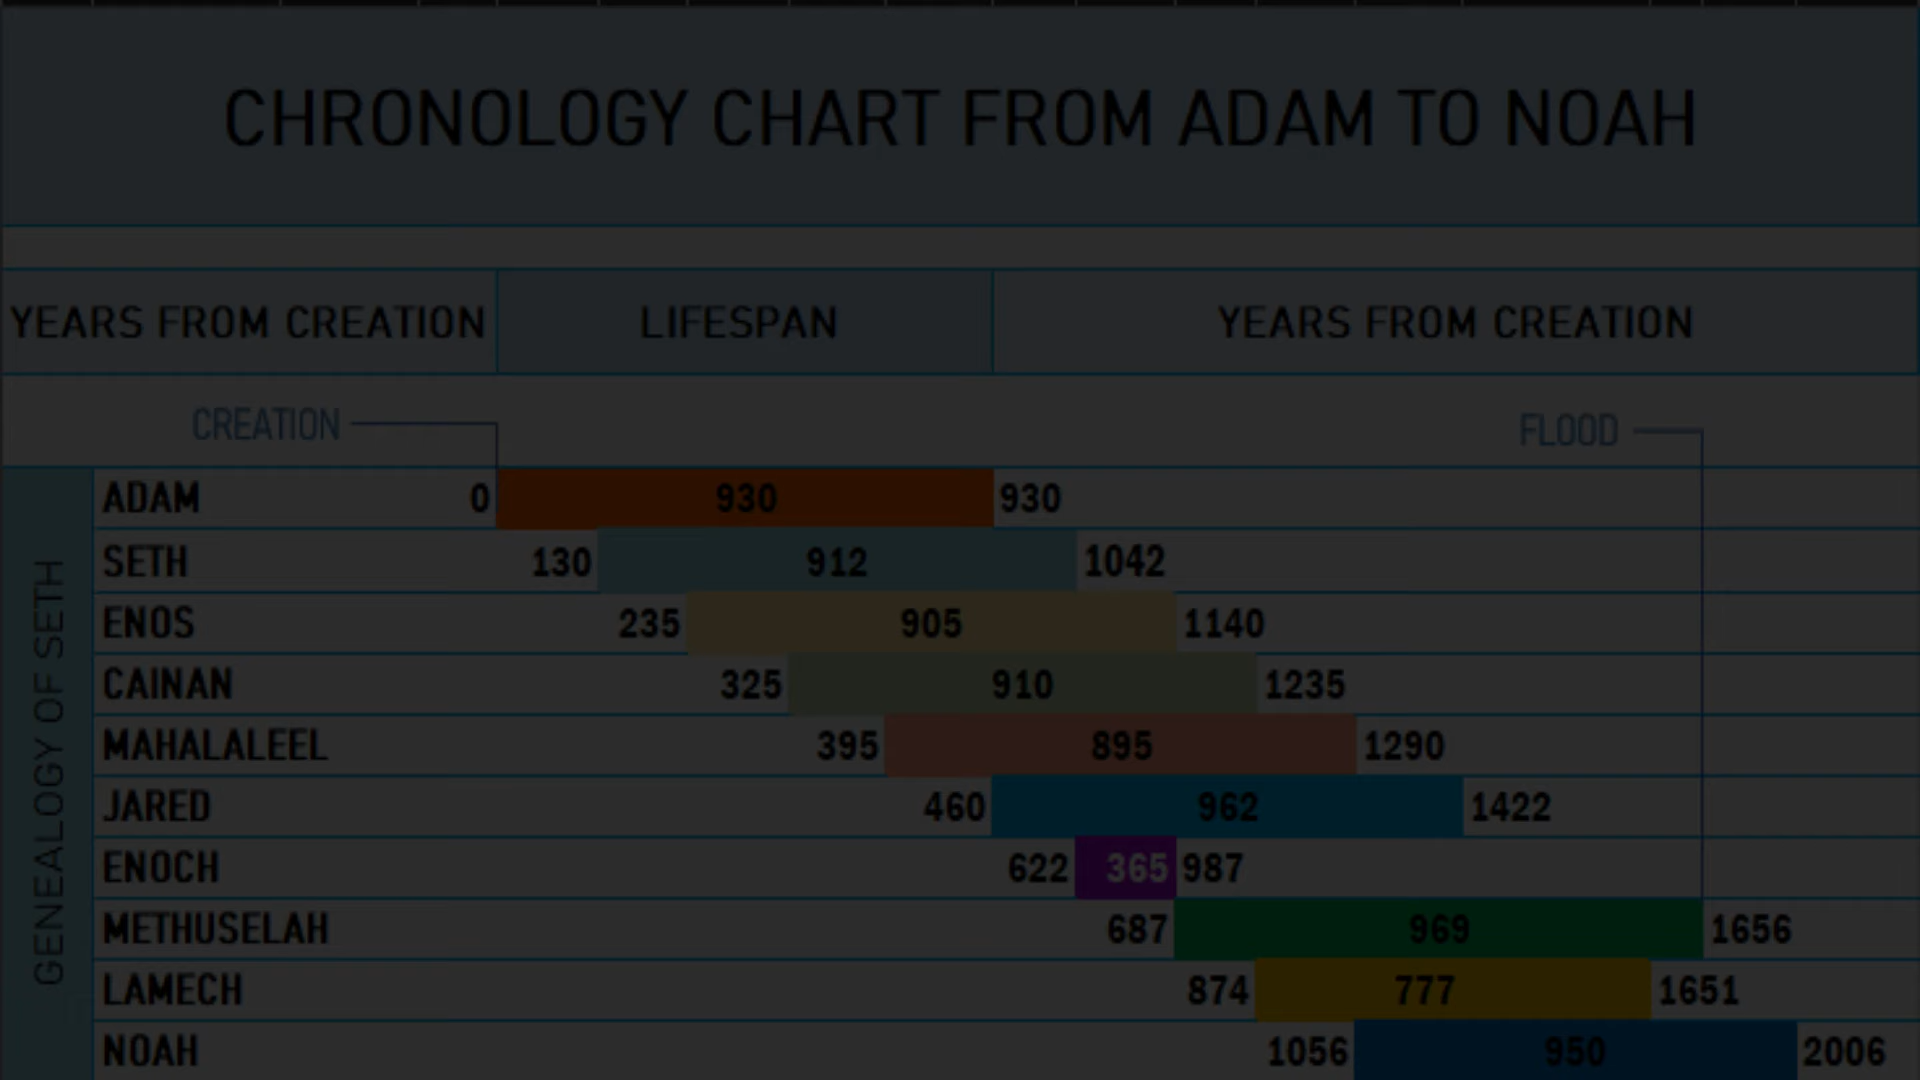 CHRONOLOGY CHART FROM ADAM TO NOAH
YEARS FROM CREATION LIFESPAN YEARS FROM CREATION
CREATION FLOOD
GENEALOGY OF SETH
ADAM 0 930 930
SETH 130 912 1042
ENOS 235 905 1140
CAINAN 325 910 1235
MAHALALEEL 395 895 1290
JARED 460 962 1422
ENOCH 622 365 987
METHUSELAH 687 969 1656
LAMECH 874 777 1651
NOAH 1056 950 2006